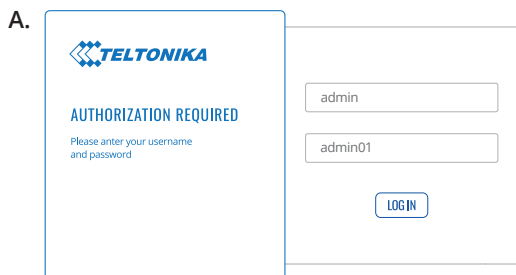 A.
TELTONIKA
AUTHORIZATION REQUIRED
Please anter your username
and password
admin
admin01
LOG IN